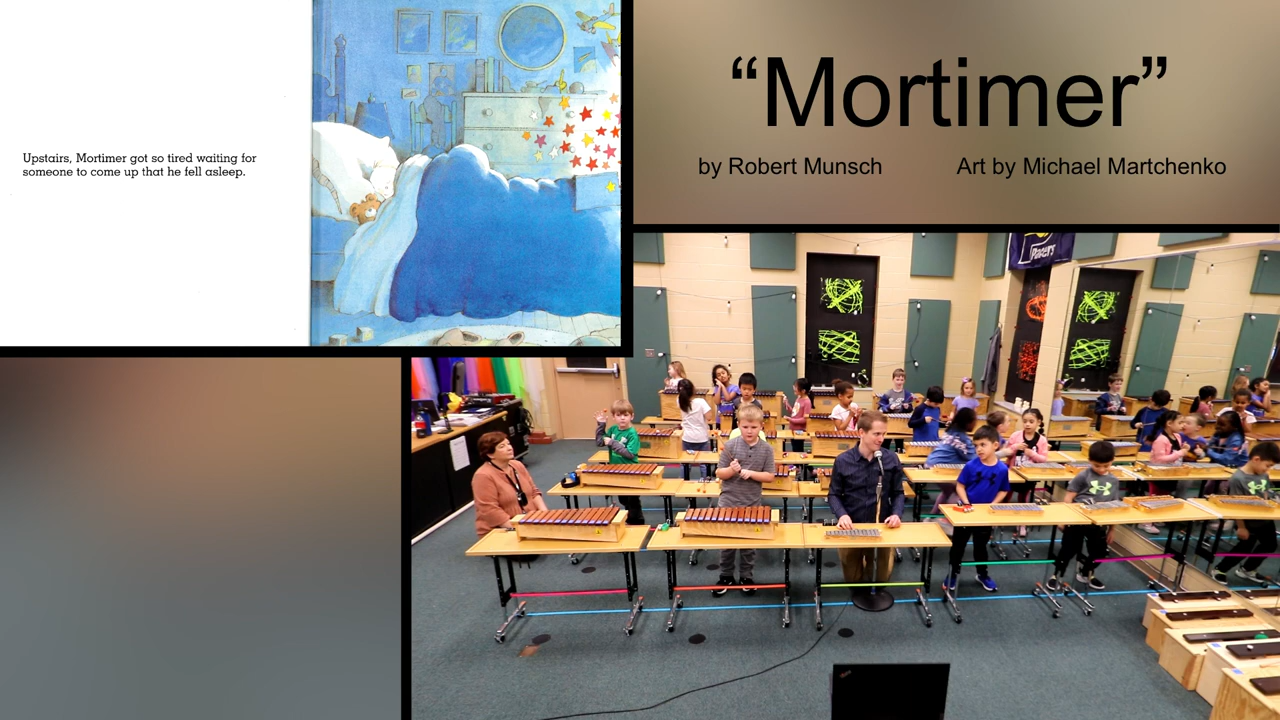 “Mortimer”
by Robert Munsch
Art by Michael Martchenko
Upstairs, Mortimer got so tired waiting for
someone to come up that he fell asleep.
Pacers